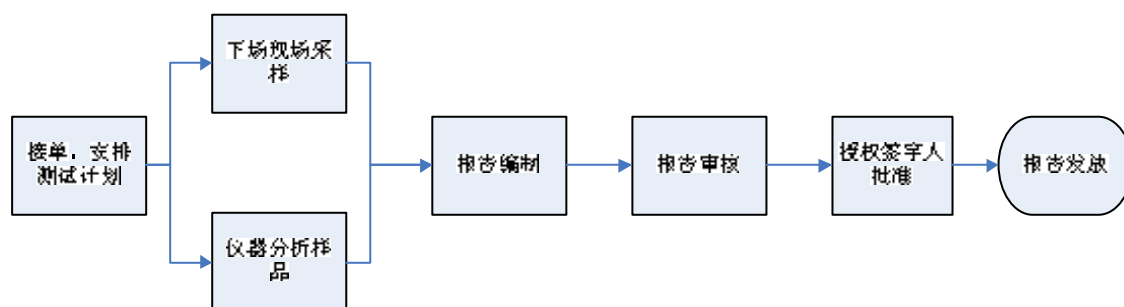 下场现场采
样
接单，安排
测试计划
报告编制
报告审核
授权签字人
批准
报告发放
仪器分析样
品